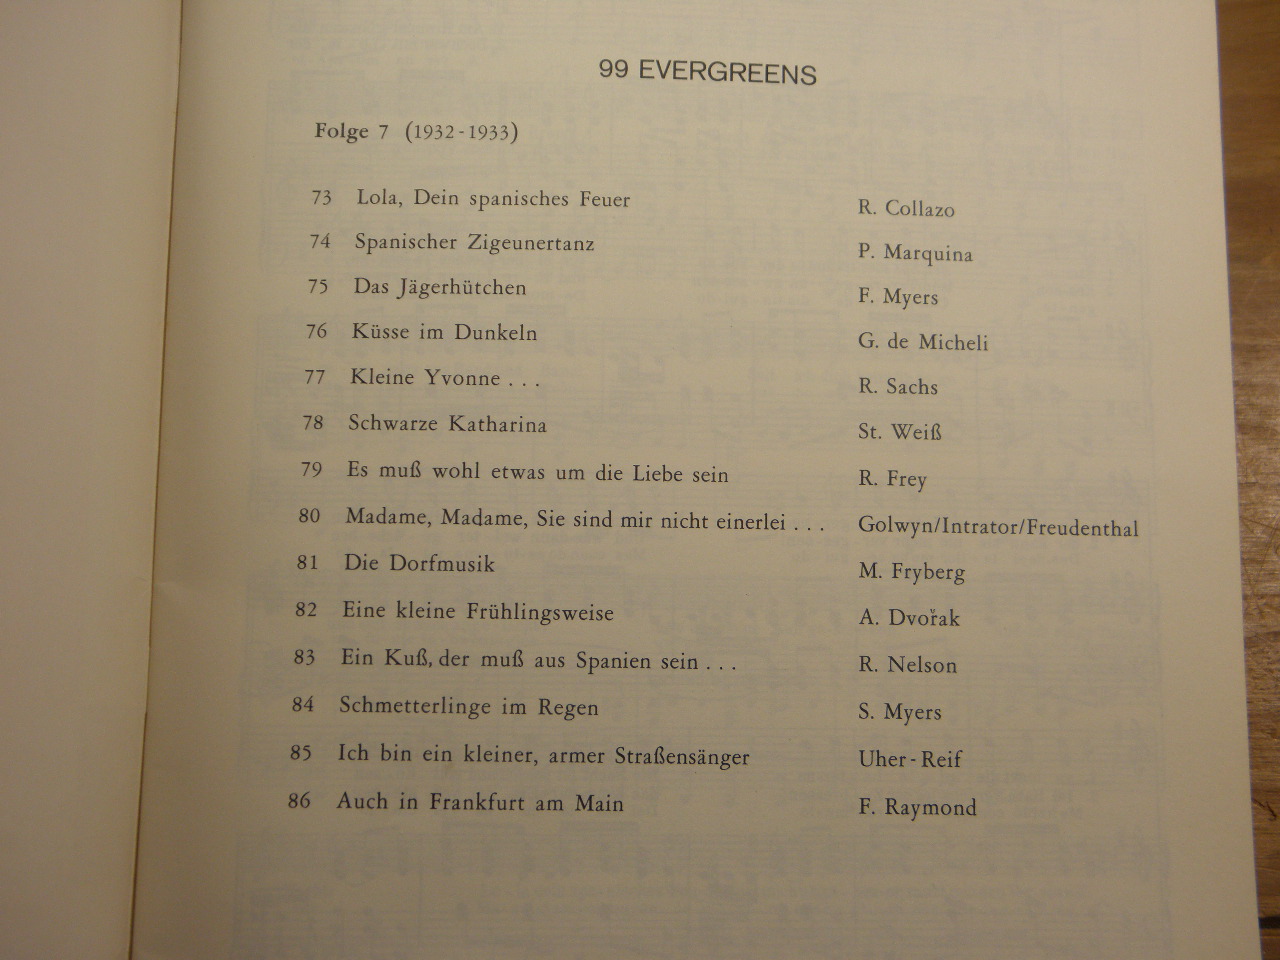 99 EVERGREENS
Folge 7 (1932-1933)
73 Lola, Dein spanisches Feuer R. Collazo
74 Spanischer Zigeunertanz P. Marquina
75 Das Jägerhütchen F. Myers
76 Küsse im Dunkeln G. de Micheli
77 Kleine Yvonne . . . R. Sachs
78 Schwarze Katharina St. Weiß
79 Es muß wohl etwas um die Liebe sein R. Frey
80 Madame, Madame, Sie sind mir nicht einerlei . . . Golwyn/Intrator/Freudenthal
81 Die Dorfmusik M. Fryberg
82 Eine kleine Frühlingsweise A. Dvořak
83 Ein Kuß, der muß aus Spanien sein . . . R. Nelson
84 Schmetterlinge im Regen S. Myers
85 Ich bin ein kleiner, armer Straßensänger Uher-Reif
86 Auch in Frankfurt am Main F. Raymond